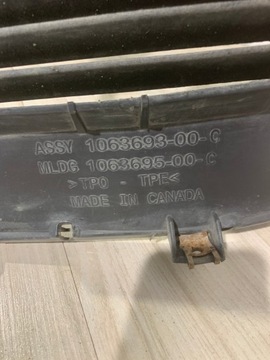 ASSY 1063693-00-C
MLDG 1063695-00-C
>TPO - TPE<
MADE IN CANADA